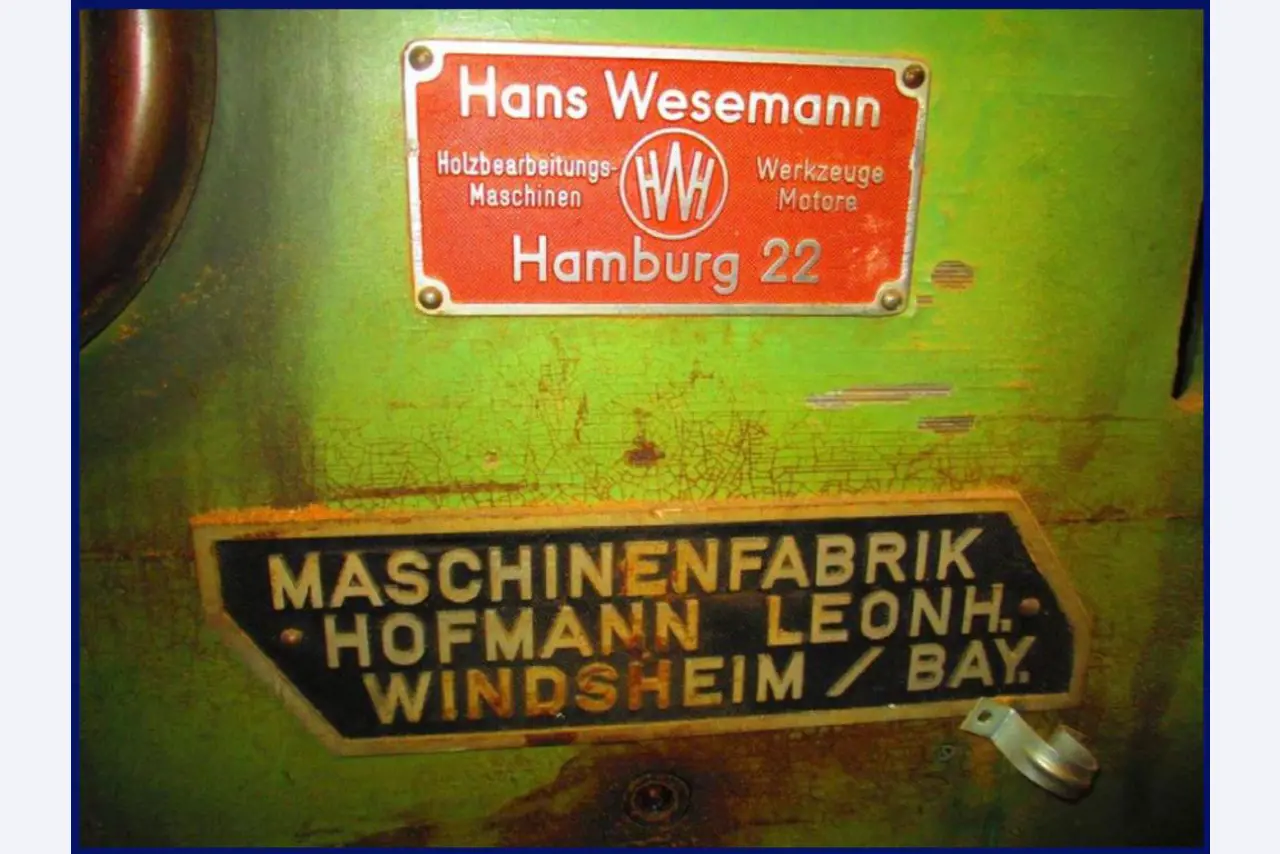 Hans Wesemann
Holzbearbeitungs-
Maschinen
HWH
Werkzeuge
Motore
Hamburg 22
MASCHINENFABRIK
HOFMANN LEONH.
WINDSHEIM / BAY.